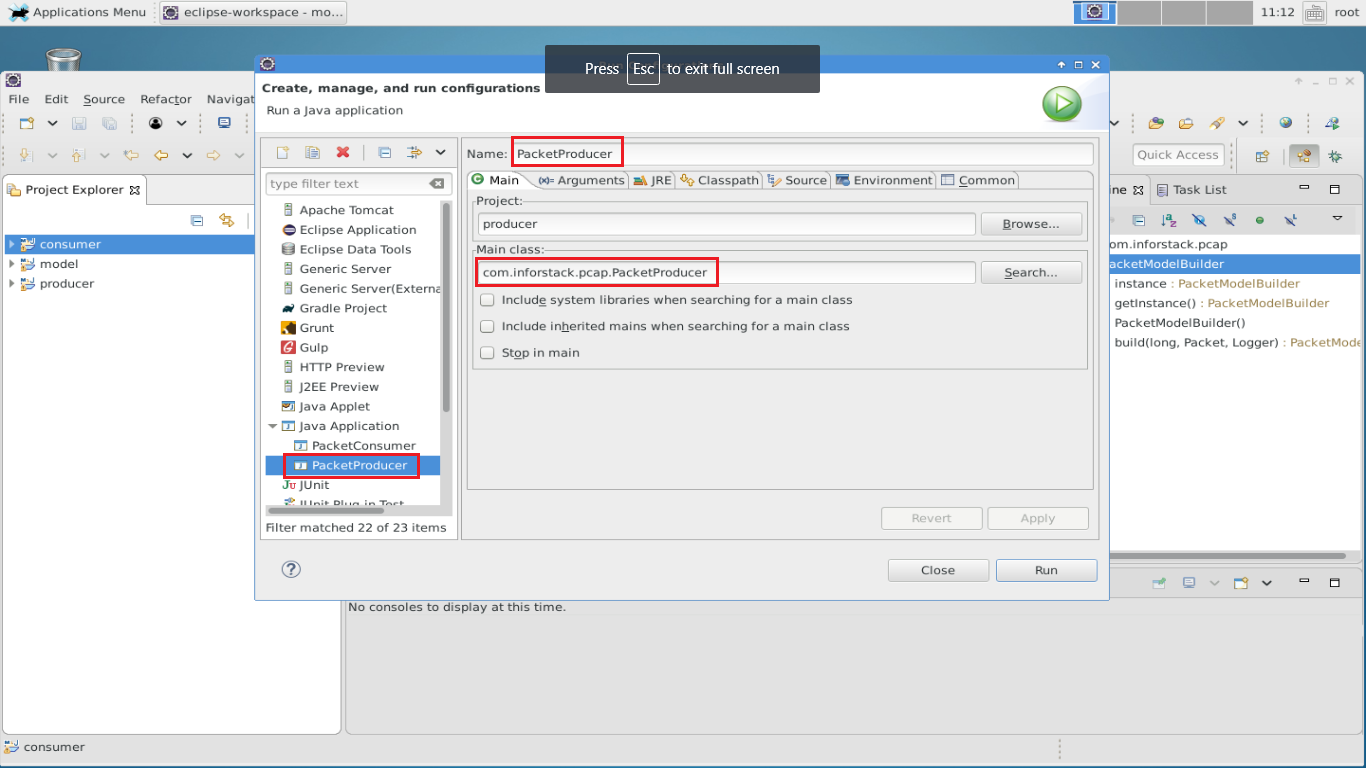 Applications Menu
eclipse-workspace - mo...
11:12
root
Press Esc to exit full screen
File Edit Source Refactor Navigat
Quick Access
Project Explorer
consumer
model
producer
Create, manage, and run configurations
Run a Java application
type filter text
Apache Tomcat
Eclipse Application
Eclipse Data Tools
Generic Server
Generic Server(Externa
Gradle Project
Grunt
Gulp
HTTP Preview
J2EE Preview
Java Applet
Java Application
PacketConsumer
PacketProducer
JUnit
JUnit Plug-in Test
Filter matched 22 of 23 items
Name: PacketProducer
Main (x)= Arguments JRE Classpath Source Environment Common
Project:
producer
Browse...
Main class:
com.inforstack.pcap.PacketProducer
Search...
Include system libraries when searching for a main class
Include inherited mains when searching for a main class
Stop in main
Revert Apply
Close Run
ine Task List
om.inforstack.pcap
acketModelBuilder
instance : PacketModelBuilder
getInstance() : PacketModelBuilder
PacketModelBuilder()
build(long, Packet, Logger) : PacketMode
No consoles to display at this time.
consumer